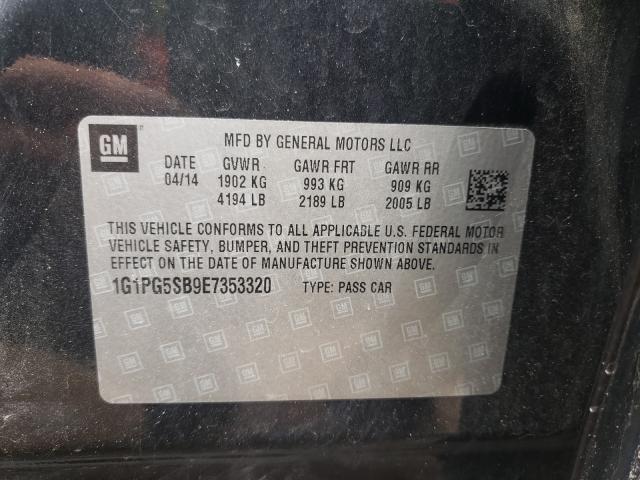 GM
MFD BY GENERAL MOTORS LLC
DATE GVWR GAWR FRT GAWR RR
04/14 1902 KG 993 KG 909 KG
4194 LB 2189 LB 2005 LB
THIS VEHICLE CONFORMS TO ALL APPLICABLE U.S. FEDERAL MOTOR
VEHICLE SAFETY, BUMPER, AND THEFT PREVENTION STANDARDS IN
EFFECT ON THE DATE OF MANUFACTURE SHOWN ABOVE.
1G1PG5SB9E7353320 TYPE: PASS CAR